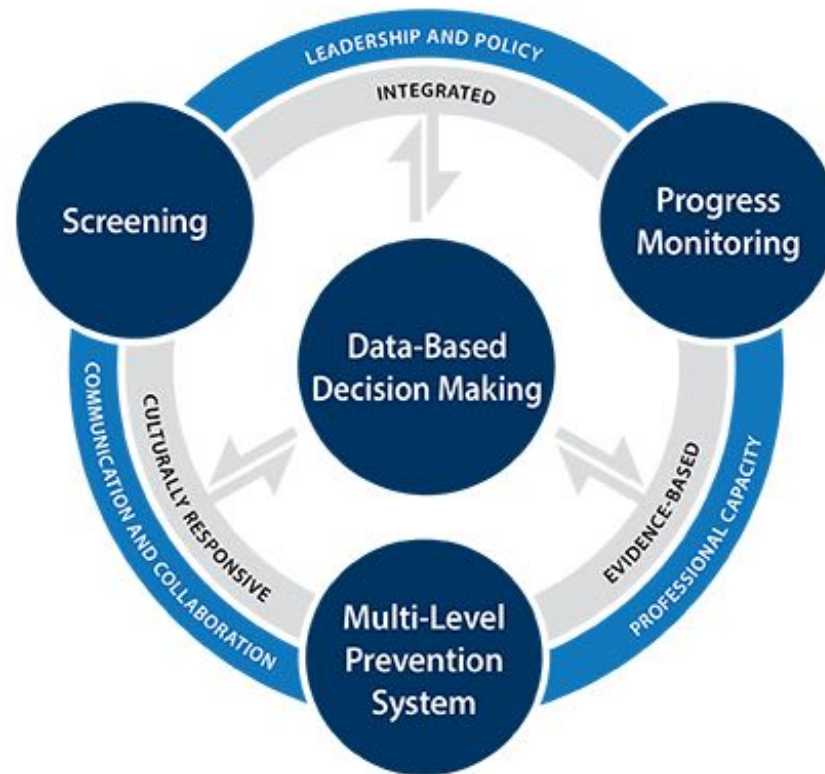 LEADERSHIP AND POLICY
INTEGRATED
Screening
Progress
Monitoring
Data-Based
Decision Making
COMMUNICATION AND COLLABORATION
CULTURALLY RESPONSIVE
EVIDENCE-BASED
PROFESSIONAL CAPACITY
Multi-Level
Prevention
System